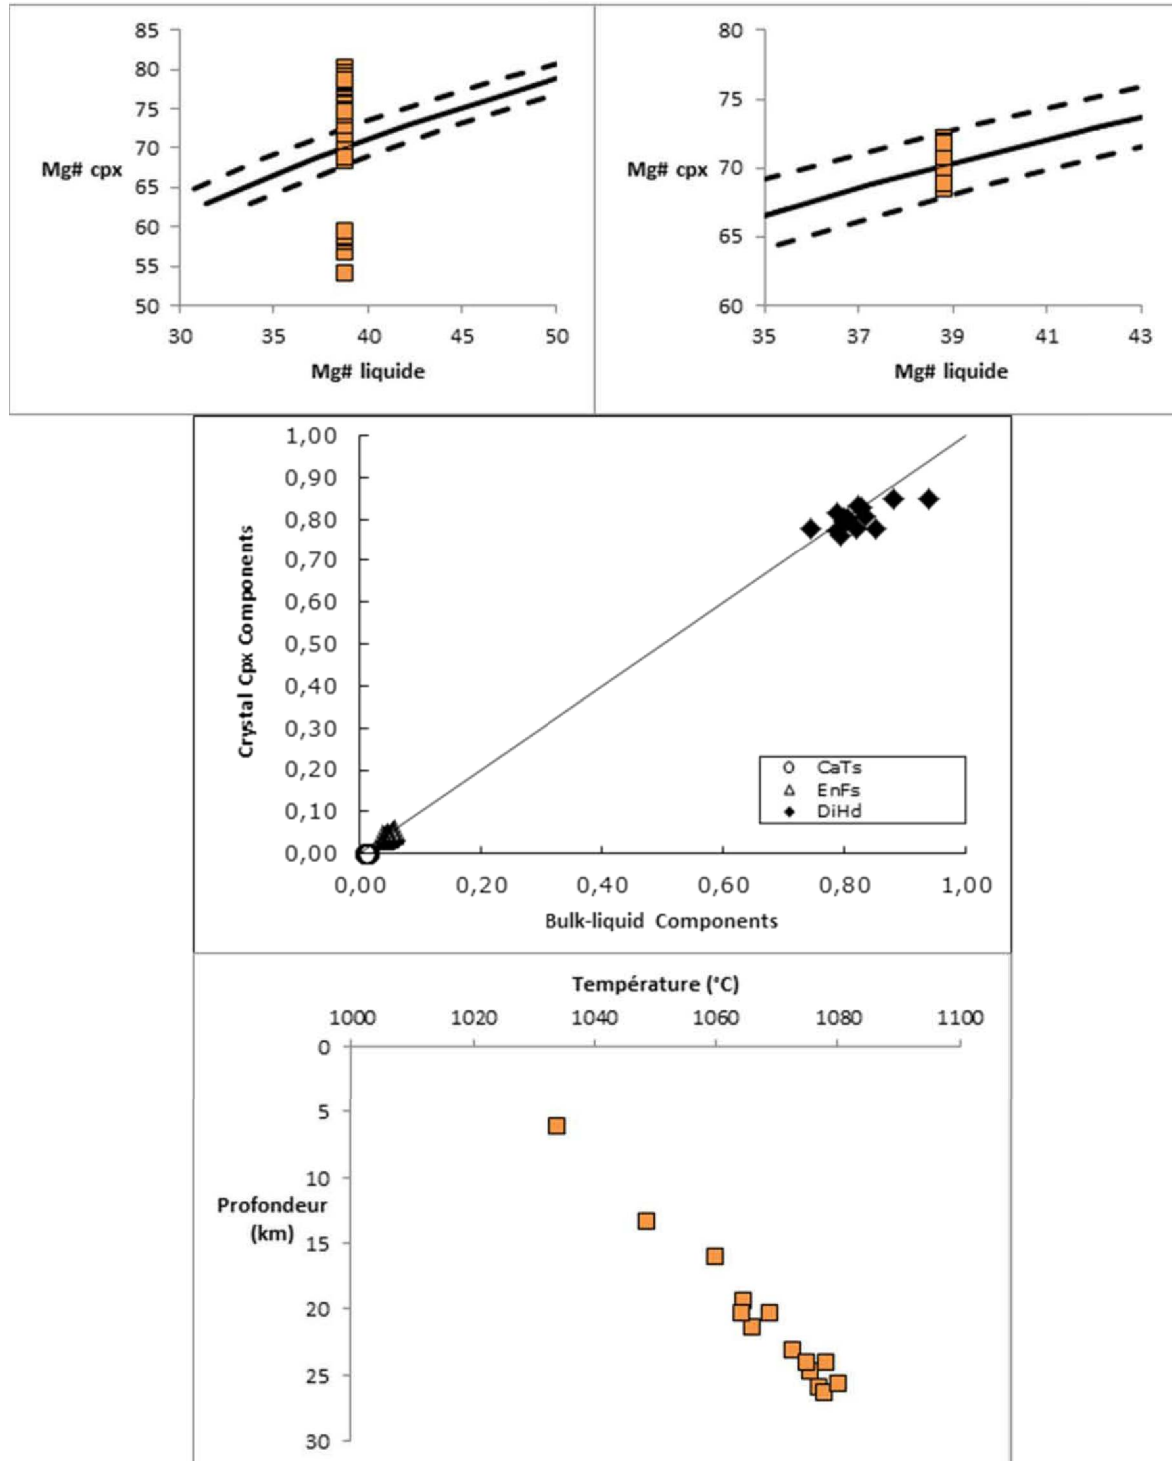 85
80
75
70
65
60
55
50
Mg# cpx
30 35 40 45 50
Mg# liquide
80
75
70
65
60
Mg# cpx
35 37 39 41 43
Mg# liquide
1,00
0,90
0,80
0,70
0,60
0,50
0,40
0,30
0,20
0,10
0,00
Crystal Cpx Components
CaTs
EnFs
DiHd
0,00 0,20 0,40 0,60 0,80 1,00
Bulk-liquid Components
Température (°C)
1000 1020 1040 1060 1080 1100
0
5
10
15
20
25
30
Profondeur
(km)